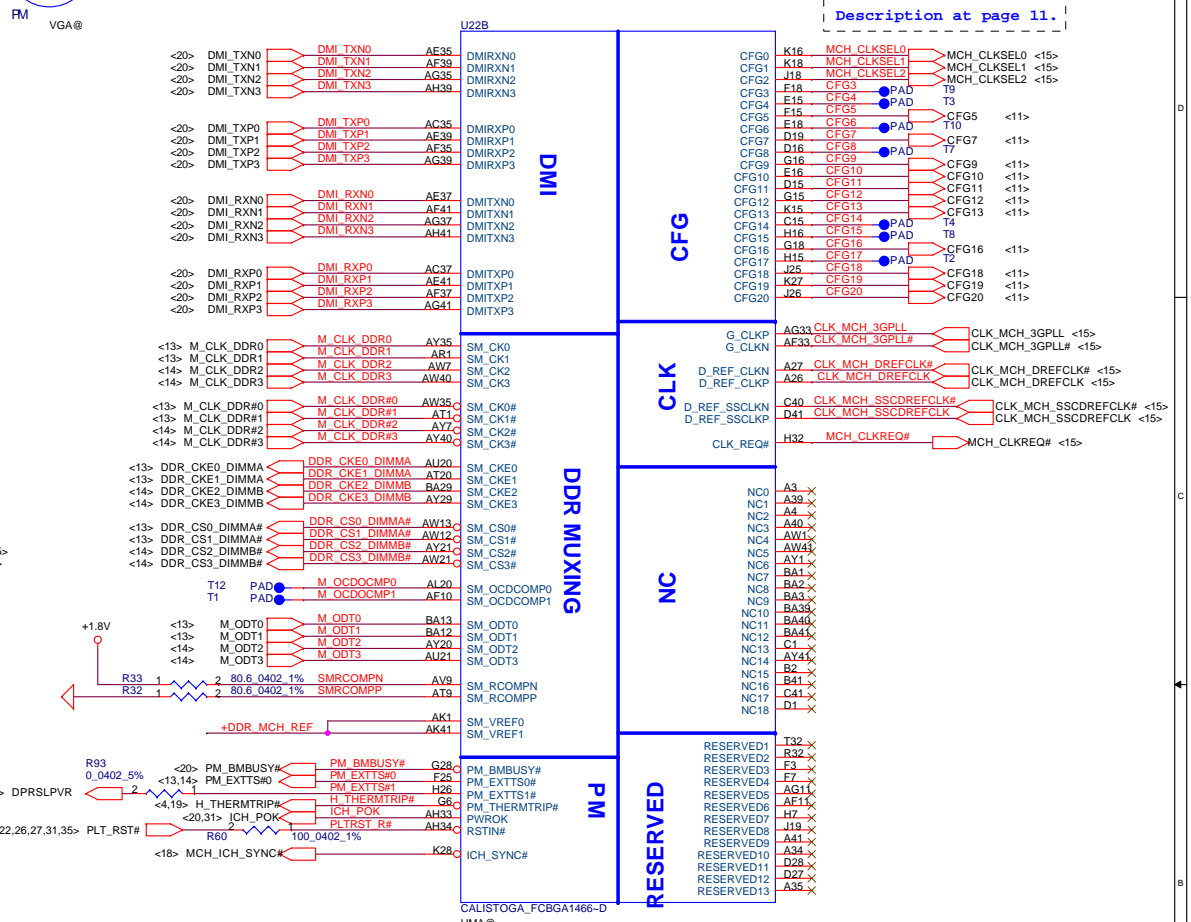 PM
VGA@
Description at page 11.
U22B
<20> DMI_TXN0 DMI_TXN0 AE35 DMIRXN0
<20> DMI_TXN1 DMI_TXN1 AF39 DMIRXN1
<20> DMI_TXN2 DMI_TXN2 AG35 DMIRXN2
<20> DMI_TXN3 DMI_TXN3 AH39 DMIRXN3
<20> DMI_TXP0 DMI_TXP0 AC35 DMIRXP0
<20> DMI_TXP1 DMI_TXP1 AE39 DMIRXP1
<20> DMI_TXP2 DMI_TXP2 AF35 DMIRXP2
<20> DMI_TXP3 DMI_TXP3 AG39 DMIRXP3
<20> DMI_RXN0 DMI_RXN0 AE37 DMITXN0
<20> DMI_RXN1 DMI_RXN1 AF41 DMITXN1
<20> DMI_RXN2 DMI_RXN2 AG37 DMITXN2
<20> DMI_RXN3 DMI_RXN3 AH41 DMITXN3
<20> DMI_RXP0 DMI_RXP0 AC37 DMITXP0
<20> DMI_RXP1 DMI_RXP1 AE41 DMITXP1
<20> DMI_RXP2 DMI_RXP2 AF37 DMITXP2
<20> DMI_RXP3 DMI_RXP3 AG41 DMITXP3
DMI
<13> M_CLK_DDR0 M_CLK_DDR0 AY35 SM_CK0
<13> M_CLK_DDR1 M_CLK_DDR1 AR1 SM_CK1
<14> M_CLK_DDR2 M_CLK_DDR2 AW7 SM_CK2
<14> M_CLK_DDR3 M_CLK_DDR3 AW40 SM_CK3
<13> M_CLK_DDR#0 M_CLK_DDR#0 AW35 SM_CK0#
<13> M_CLK_DDR#1 M_CLK_DDR#1 AT1 SM_CK1#
<14> M_CLK_DDR#2 M_CLK_DDR#2 AY7 SM_CK2#
<14> M_CLK_DDR#3 M_CLK_DDR#3 AY40 SM_CK3#
<13> DDR_CKE0_DIMMA DDR_CKE0_DIMMA AU20 SM_CKE0
<13> DDR_CKE1_DIMMA DDR_CKE1_DIMMA AT20 SM_CKE1
<14> DDR_CKE2_DIMMB DDR_CKE2_DIMMB BA29 SM_CKE2
<14> DDR_CKE3_DIMMB DDR_CKE3_DIMMB AY29 SM_CKE3
<13> DDR_CS0_DIMMA# DDR_CS0_DIMMA# AW13 SM_CS0#
<13> DDR_CS1_DIMMA# DDR_CS1_DIMMA# AW12 SM_CS1#
<14> DDR_CS2_DIMMB# DDR_CS2_DIMMB# AY21 SM_CS2#
<14> DDR_CS3_DIMMB# DDR_CS3_DIMMB# AW21 SM_CS3#
T12 PAD M_OCDOCMP0 AL20 SM_OCDCOMP0
T1 PAD M_OCDOCMP1 AF10 SM_OCDCOMP1
+1.8V
<13> M_ODT0 M_ODT0 BA13 SM_ODT0
<13> M_ODT1 M_ODT1 BA12 SM_ODT1
<14> M_ODT2 M_ODT2 AY20 SM_ODT2
<14> M_ODT3 M_ODT3 AU21 SM_ODT3
R33 1 2 80.6_0402_1% SMRCOMPN AV9 SM_RCOMPN
R32 1 2 80.6_0402_1% SMRCOMPP AT9 SM_RCOMPP
+DDR_MCH_REF AK1 SM_VREF0
AK41 SM_VREF1
DDR MUXING
R93
0_0402_5%
<20> PM_BMBUSY# PM_BMBUSY# G28 PM_BMBUSY#
<13,14> PM_EXTTS#0 PM_EXTTS#0 F25 PM_EXTTS0#
> DPRSLPVR 2 1 PM_EXTTS#1 H26 PM_EXTTS1#
<4,19> H_THERMTRIP# H_THERMTRIP# G6 PM_THERMTRIP#
<20,31> ICH_POK ICH_POK AH33 PWROK
22,26,27,31,35> PLT_RST# 2 1 PLTRST_R# AH34 RSTIN#
R60 100_0402_1%
<18> MCH_ICH_SYNC# K28 ICH_SYNC#
PM
CFG0 K16 MCH_CLKSEL0 MCH_CLKSEL0 <15>
CFG1 K18 MCH_CLKSEL1 MCH_CLKSEL1 <15>
CFG2 J18 MCH_CLKSEL2 MCH_CLKSEL2 <15>
CFG3 F18 CFG3 PAD T9
CFG4 E15 CFG4 PAD T3
CFG5 F15 CFG5 CFG5 <11>
CFG6 E18 CFG6 PAD T10
CFG7 D19 CFG7 CFG7 <11>
CFG8 D16 CFG8 PAD T7
CFG9 G16 CFG9 CFG9 <11>
CFG10 E16 CFG10 CFG10 <11>
CFG11 D15 CFG11 CFG11 <11>
CFG12 G15 CFG12 CFG12 <11>
CFG13 K15 CFG13 CFG13 <11>
CFG14 C15 CFG14 PAD T4
CFG15 H16 CFG15 PAD T8
CFG16 G18 CFG16 CFG16 <11>
CFG17 H15 CFG17 PAD T2
CFG18 J25 CFG18 CFG18 <11>
CFG19 K27 CFG19 CFG19 <11>
CFG20 J26 CFG20 CFG20 <11>
CFG
G_CLKP AG33 CLK_MCH_3GPLL CLK_MCH_3GPLL <15>
G_CLKN AF33 CLK_MCH_3GPLL# CLK_MCH_3GPLL# <15>
D_REF_CLKN A27 CLK_MCH_DREFCLK# CLK_MCH_DREFCLK# <15>
D_REF_CLKP A26 CLK_MCH_DREFCLK CLK_MCH_DREFCLK <15>
D_REF_SSCLKN C40 CLK_MCH_SSCDREFCLK# CLK_MCH_SSCDREFCLK# <15>
D_REF_SSCLKP D41 CLK_MCH_SSCDREFCLK CLK_MCH_SSCDREFCLK <15>
CLK_REQ# H32 MCH_CLKREQ# MCH_CLKREQ# <15>
CLK
NC0 A3
NC1 A39
NC2 A4
NC3 A40
NC4 AW1
NC5 AW41
NC6 AY1
NC7 BA1
NC8 BA2
NC9 BA3
NC10 BA39
NC11 BA40
NC12 BA41
NC13 C1
NC14 AY41
NC15 B2
NC16 B41
NC17 C41
NC18 D1
NC
RESERVED1 T32
RESERVED2 R32
RESERVED3 F3
RESERVED4 F7
RESERVED5 AG11
RESERVED6 AF11
RESERVED7 H7
RESERVED8 J19
RESERVED9 A41
RESERVED10 A34
RESERVED11 D28
RESERVED12 D27
RESERVED13 A35
RESERVED
CALISTOGA_FCBGA1466~D
UMA@
D
C
B